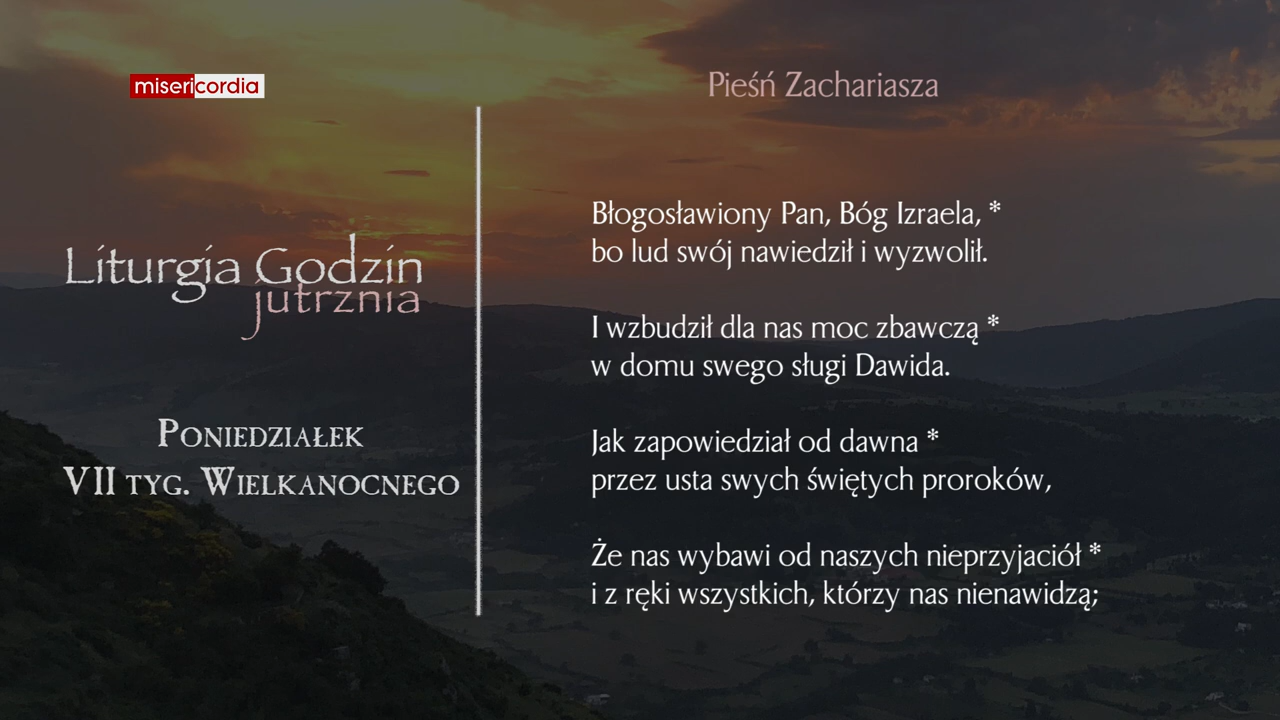 misericordia
Liturgia Godzin
jutrznia
Poniedziałek
VII tyg. Wielkanocnego
Pieśń Zachariasza
Błogosławiony Pan, Bóg Izraela, *
bo lud swój nawiedził i wyzwolił.
I wzbudził dla nas moc zbawczą *
w domu swego sługi Dawida.
Jak zapowiedział od dawna *
przez usta swych świętych proroków,
Że nas wybawi od naszych nieprzyjaciół *
i z ręki wszystkich, którzy nas nienawidzą;